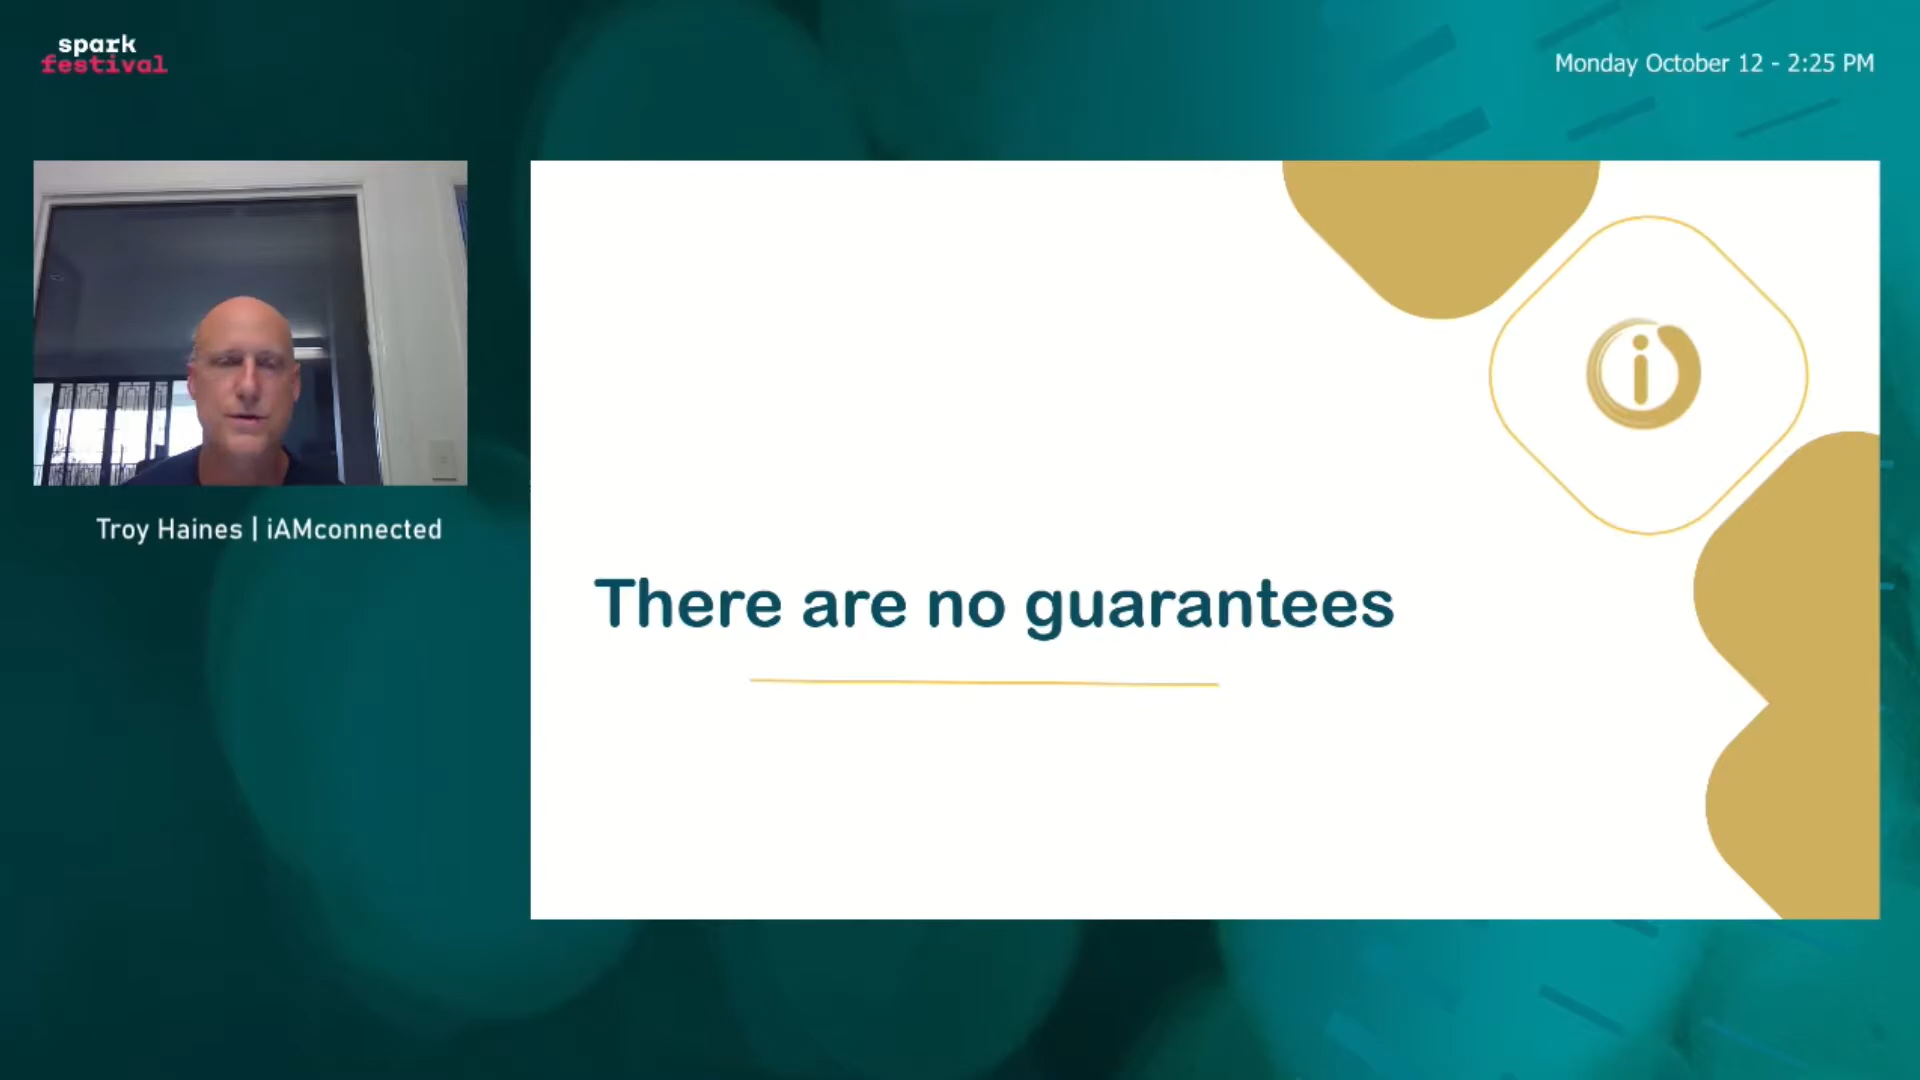 spark
festival
Monday October 12 - 2:25 PM
Troy Haines | iAMconnected
i
There are no guarantees